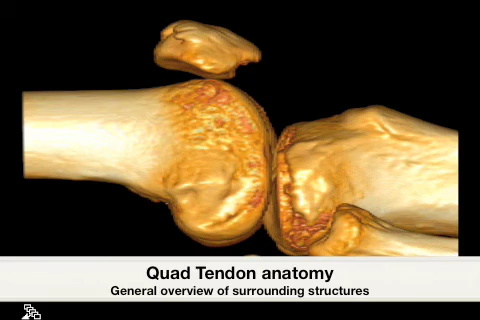 Quad Tendon anatomy
General overview of surrounding structures